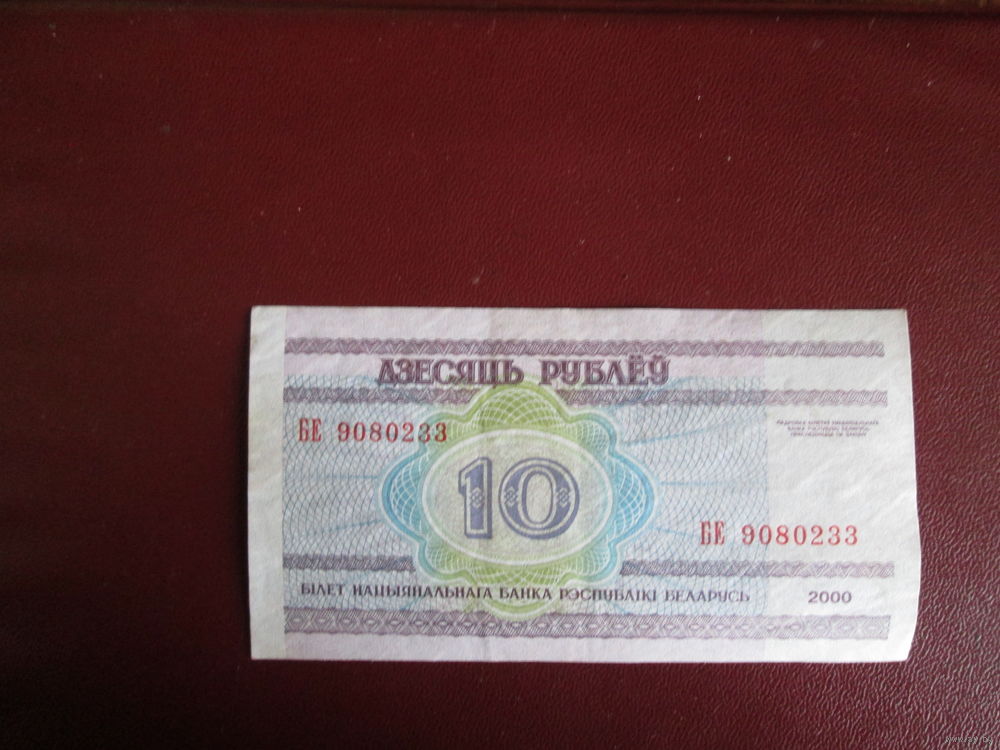 ДЗЕСЯЦЬ РУБЛЁЎ
БЕ 9080233
10
БЕ 9080233
БІЛЕТ НАЦЫЯНАЛЬНАГА БАНКА РЭСПУБЛІКІ БЕЛАРУСЬ 2000